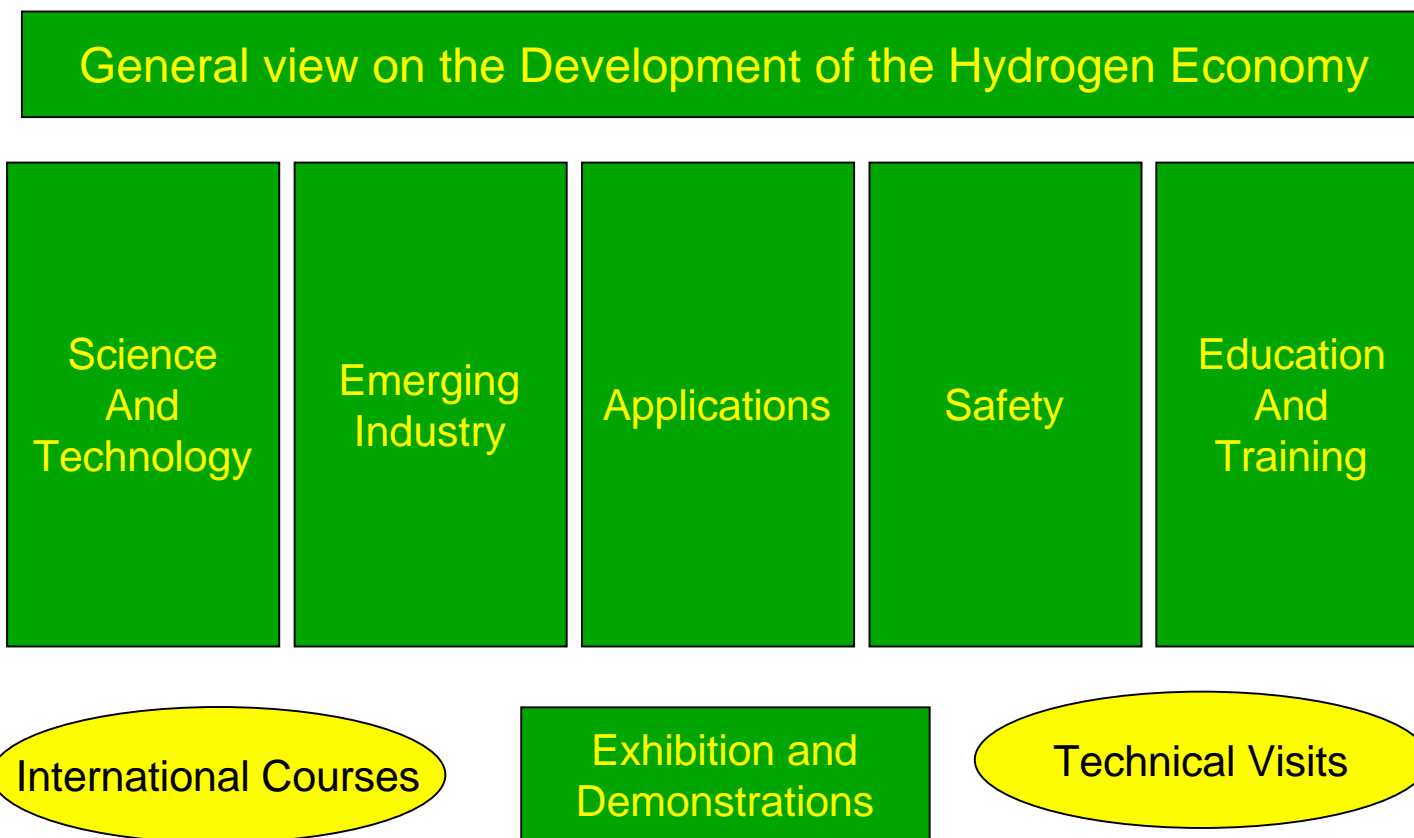 General view on the Development of the Hydrogen Economy
Science
And
Technology
Emerging
Industry
Applications
Safety
Education
And
Training
International Courses
Exhibition and
Demonstrations
Technical Visits